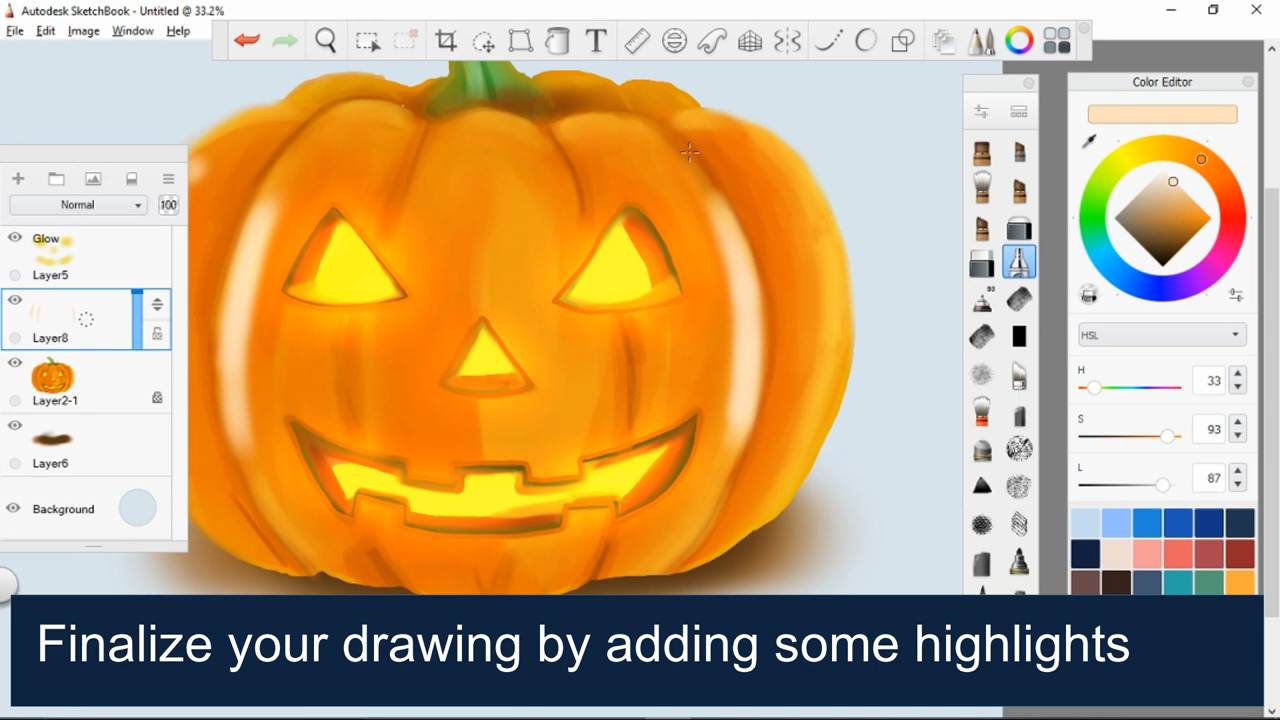 Autodesk SketchBook - Untitled @ 33.2%
File Edit Image Window Help
Color Editor
Normal 100
Glow
Layer5
Layer8
Layer2-1
Layer6
Background
HSL
H 33
S 93
L 87
Finalize your drawing by adding some highlights